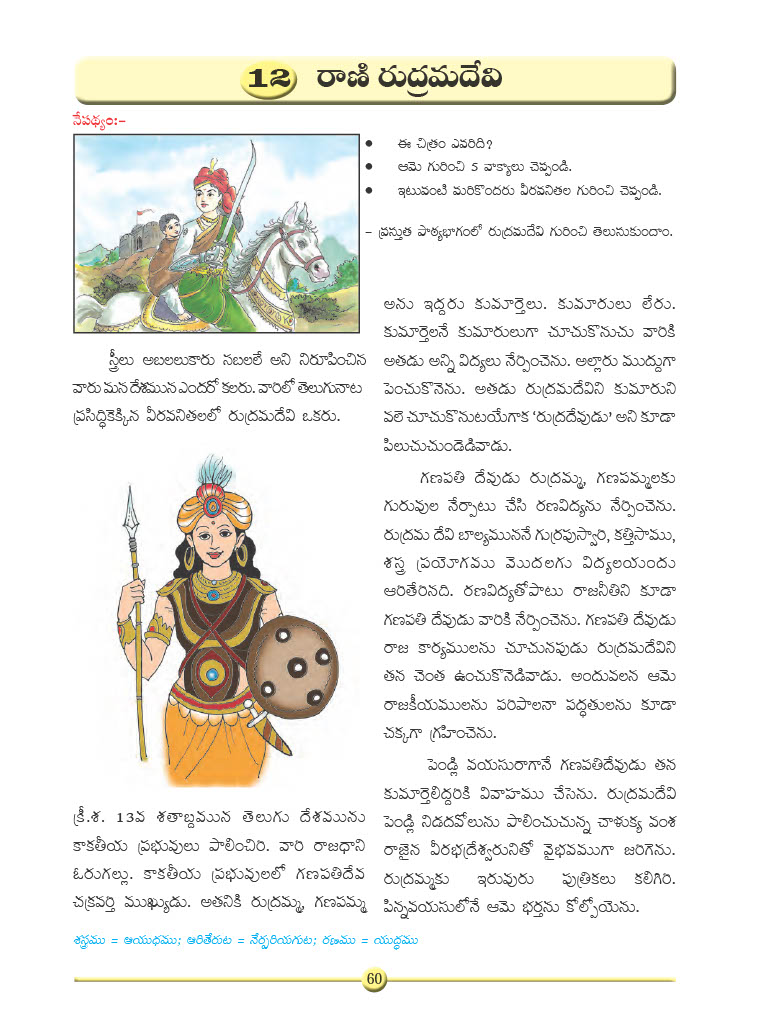 12 రాణి రుద్రమదేవి
నేపథ్యం:-
• ఈ చిత్రం ఎవరిది?
• ఆమె గురించి 5 వాక్యాలు చెప్పండి.
• ఇటువంటి మరికొందరు వీరవనితల గురించి చెప్పండి.
- ప్రస్తుత పాఠ్యభాగంలో రుద్రమదేవి గురించి తెలుసుకుందాం.
స్త్రీలు అబలలుకారు సబలలే అని నిరూపించిన
వారు మన దేశమున ఎందరో కలరు. వారిలో తెలుగునాట
ప్రసిద్ధికెక్కిన వీరవనితలలో రుద్రమదేవి ఒకరు.
క్రీ.శ. 13వ శతాబ్దమున తెలుగు దేశమును
కాకతీయ ప్రభువులు పాలించిరి. వారి రాజధాని
ఓరుగల్లు. కాకతీయ ప్రభువులలో గణపతిదేవ
చక్రవర్తి ముఖ్యుడు. అతనికి రుద్రమ్మ, గణపమ్మ
అను ఇద్దరు కుమార్తెలు. కుమారులు లేరు.
కుమార్తెలనే కుమారులుగా చూచుకొనుచు వారికి
అతడు అన్ని విద్యలు నేర్పించెను. అల్లారు ముద్దుగా
పెంచుకొనెను. అతడు రుద్రమదేవిని కుమారుని
వలె చూచుకొనుటయేగాక ‘రుద్రదేవుడు’ అని కూడా
పిలుచుచుండెడివాడు.
గణపతి దేవుడు రుద్రమ్మ, గణపమ్మలకు
గురువుల నేర్పాటు చేసి రణవిద్యను నేర్పించెను.
రుద్రమ దేవి బాల్యముననే గుర్రపుస్వారి, కత్తిసాము,
శస్త్ర ప్రయోగము మొదలగు విద్యలయందు
ఆరితేరినది. రణవిద్యతోపాటు రాజనీతిని కూడా
గణపతి దేవుడు వారికి నేర్పించెను. గణపతి దేవుడు
రాజ కార్యములను చూచునపుడు రుద్రమదేవిని
తన చెంత ఉంచుకొనెడివాడు. అందువలన ఆమె
రాజకీయములను పరిపాలనా పద్ధతులను కూడా
చక్కగా గ్రహించెను.
పెండ్లి వయసురాగానే గణపతిదేవుడు తన
కుమార్తెలిద్దరికి వివాహము చేసెను. రుద్రమదేవి
పెండ్లి నిడదవోలును పాలించుచున్న చాళుక్య వంశ
రాజైన వీరభద్రేశ్వరునితో వైభవముగా జరిగెను.
రుద్రమ్మకు ఇరువురు పుత్రికలు కలిగిరి.
పిన్నవయసులోనే ఆమె భర్తను కోల్పోయెను.
శస్త్రము = ఆయుధము; ఆరితేరుట = నేర్పరియగుట; రణము = యుద్ధము
60